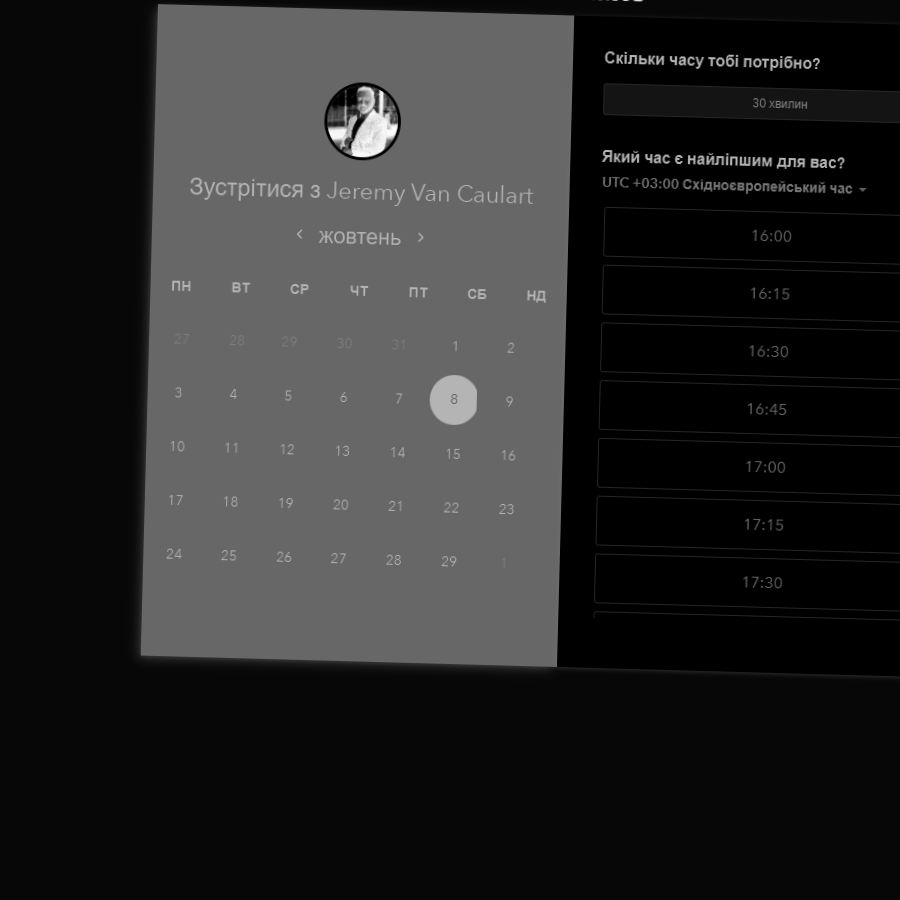 Зустрітися з Jeremy Van Caulart
жовтень
ПН ВТ СР ЧТ ПТ СБ НД
27 28 29 30 31 1 2
3 4 5 6 7 8 9
10 11 12 13 14 15 16
17 18 19 20 21 22 23
24 25 26 27 28 29 1
Скільки часу тобі потрібно?
30 хвилин
Який час є найліпшим для вас?
UTC +03:00 Східноєвропейський час
16:00
16:15
16:30
16:45
17:00
17:15
17:30